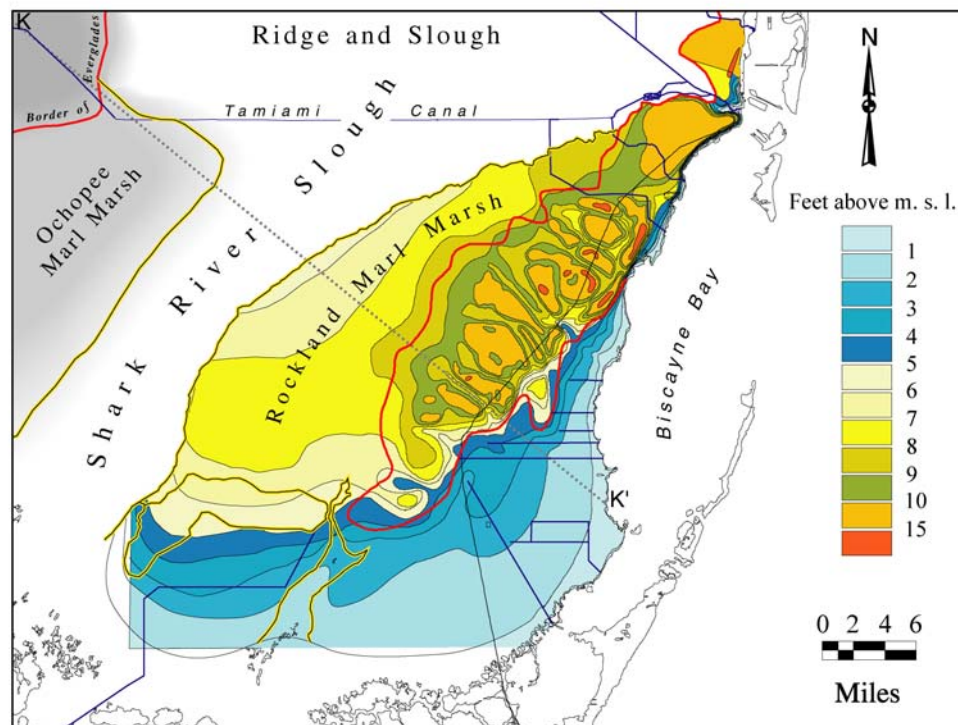 K
Ridge and Slough
N
Border of Everglades
Tamiami Canal
Ochopee
Marl Marsh
Shark River Slough
Rockland Marl Marsh
Biscayne Bay
K'
Feet above m. s. l.
1
2
3
4
5
6
7
8
9
10
15
0 2 4 6
Miles